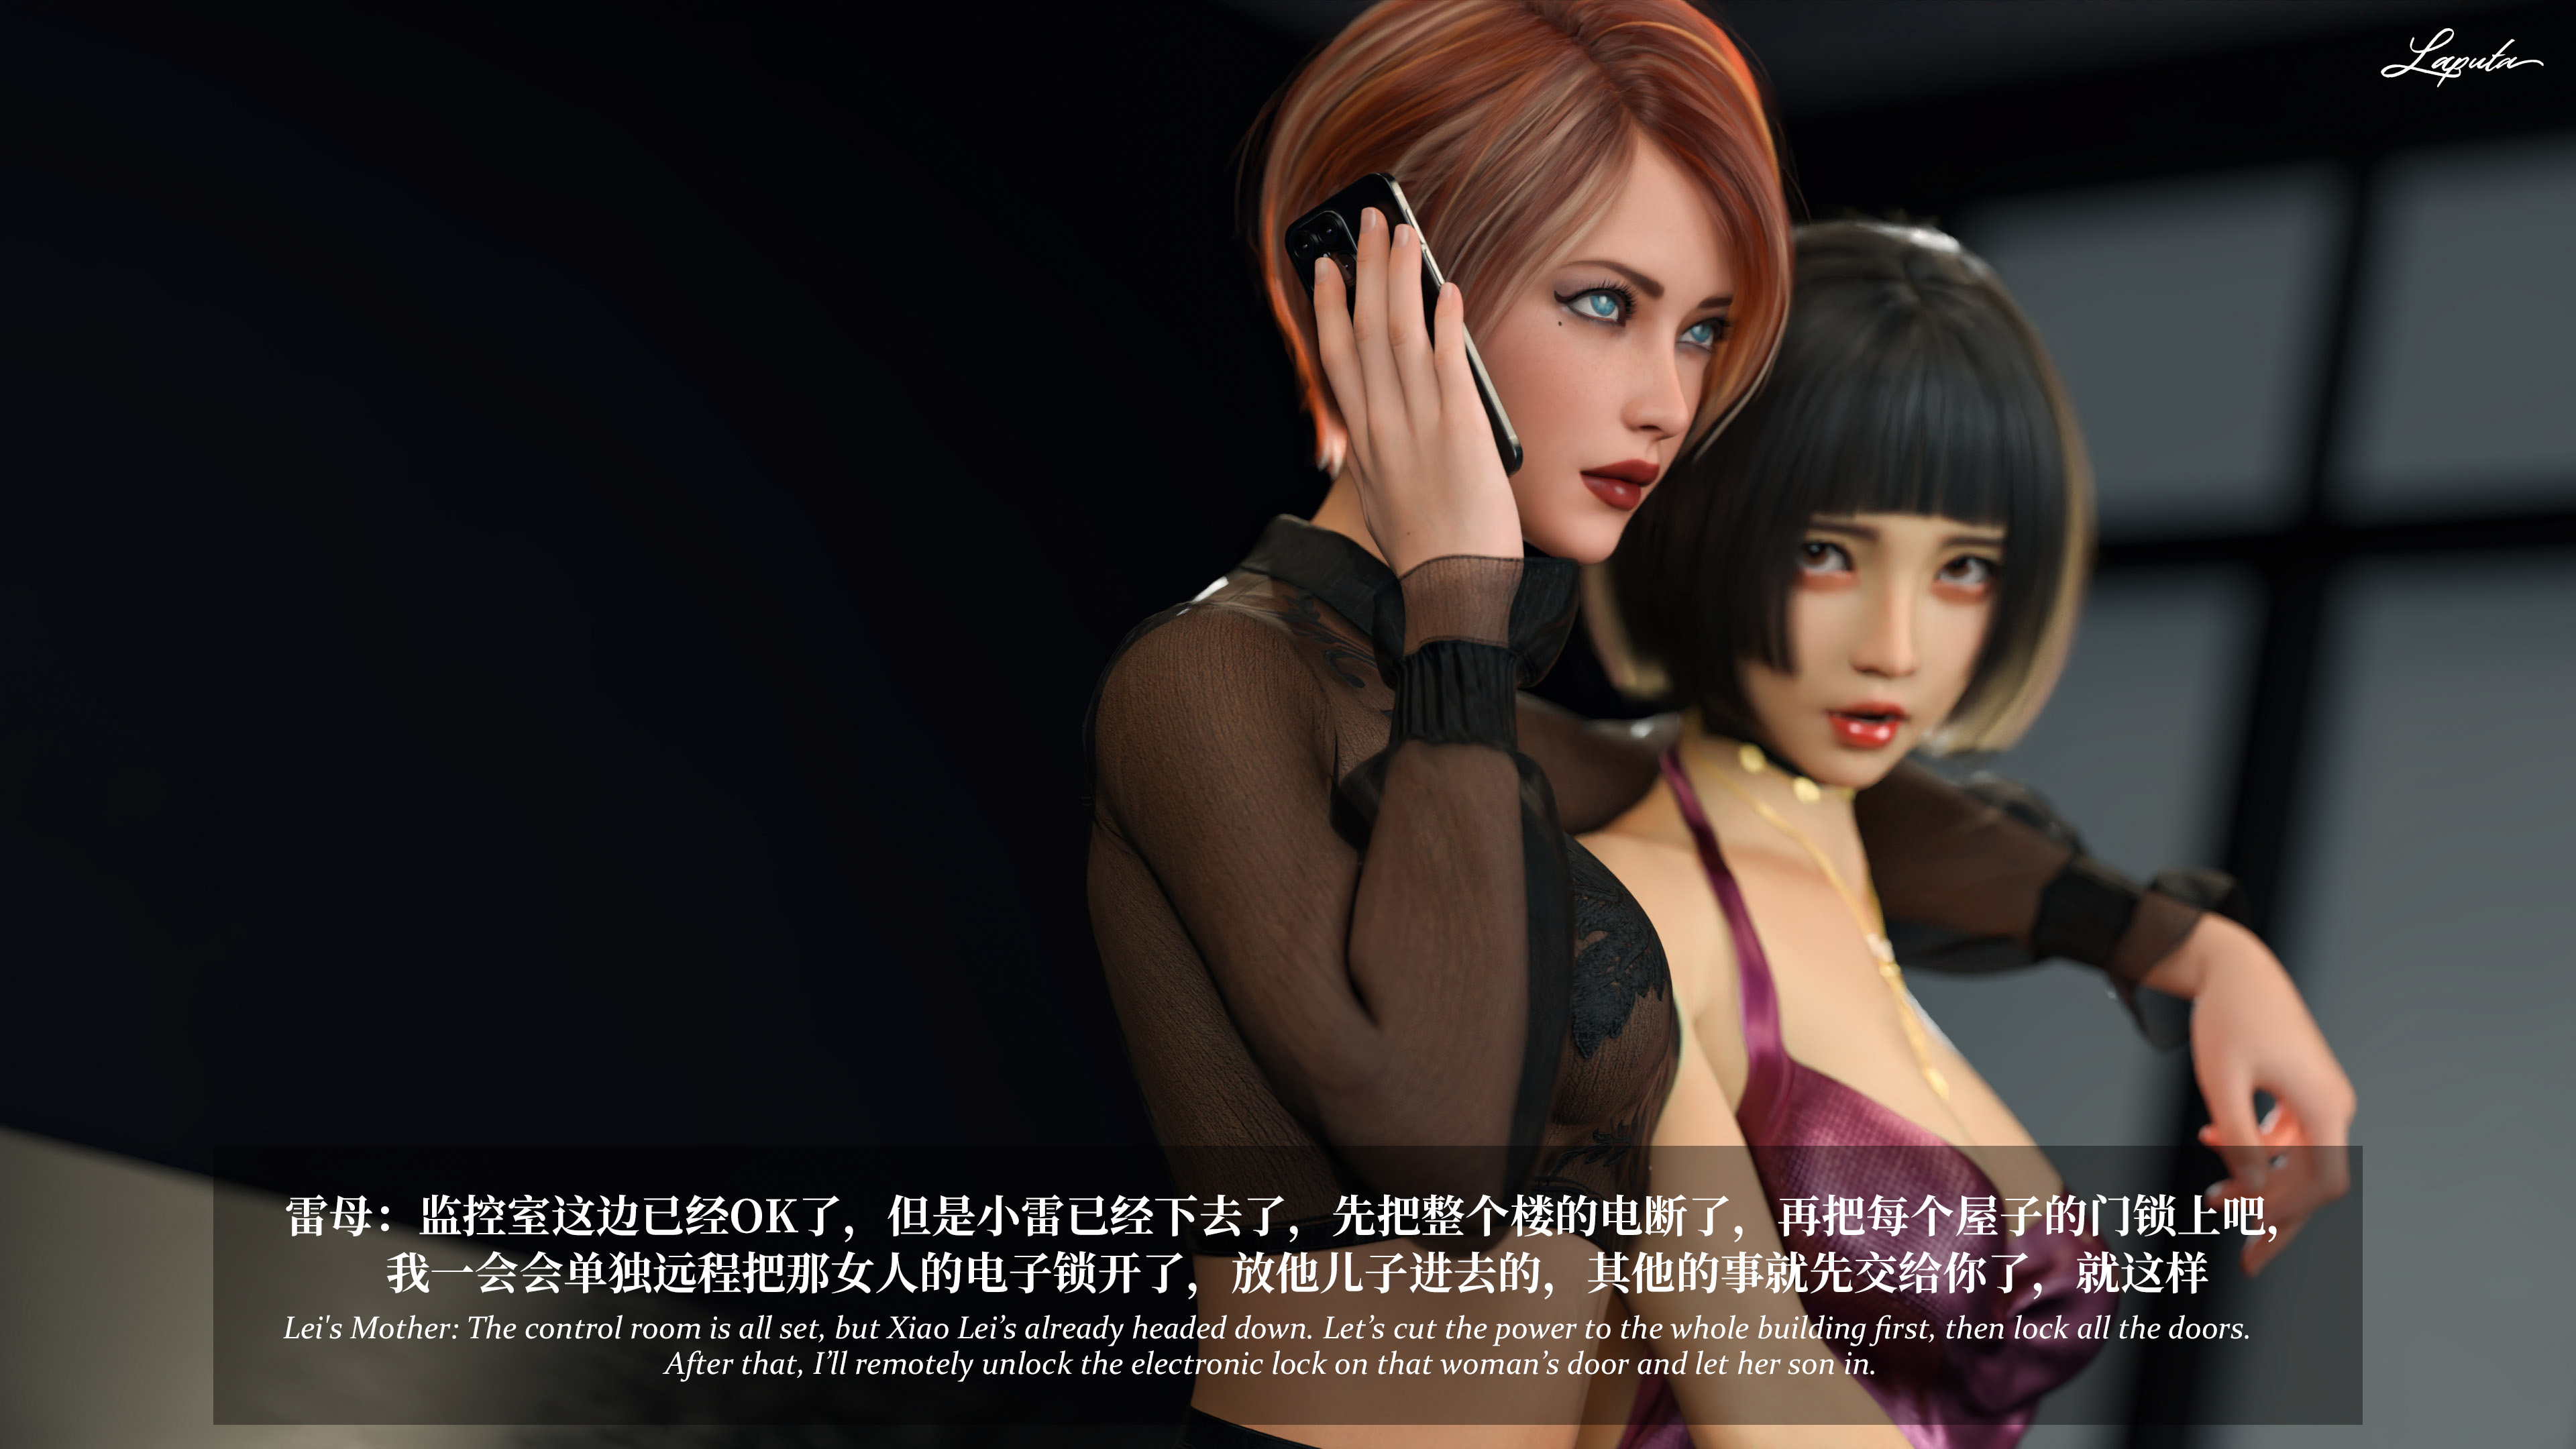 Laputa
雷母：监控室这边已经OK了，但是小雷已经下去了，先把整个楼的电断了，再把每个屋子的门锁上吧，
我一会会单独远程把那女人的电子锁开了，放他儿子进去的，其他的事就先交给你了，就这样
Lei's Mother: The control room is all set, but Xiao Lei’s already headed down. Let’s cut the power to the whole building first, then lock all the doors.
After that, I’ll remotely unlock the electronic lock on that woman’s door and let her son in.